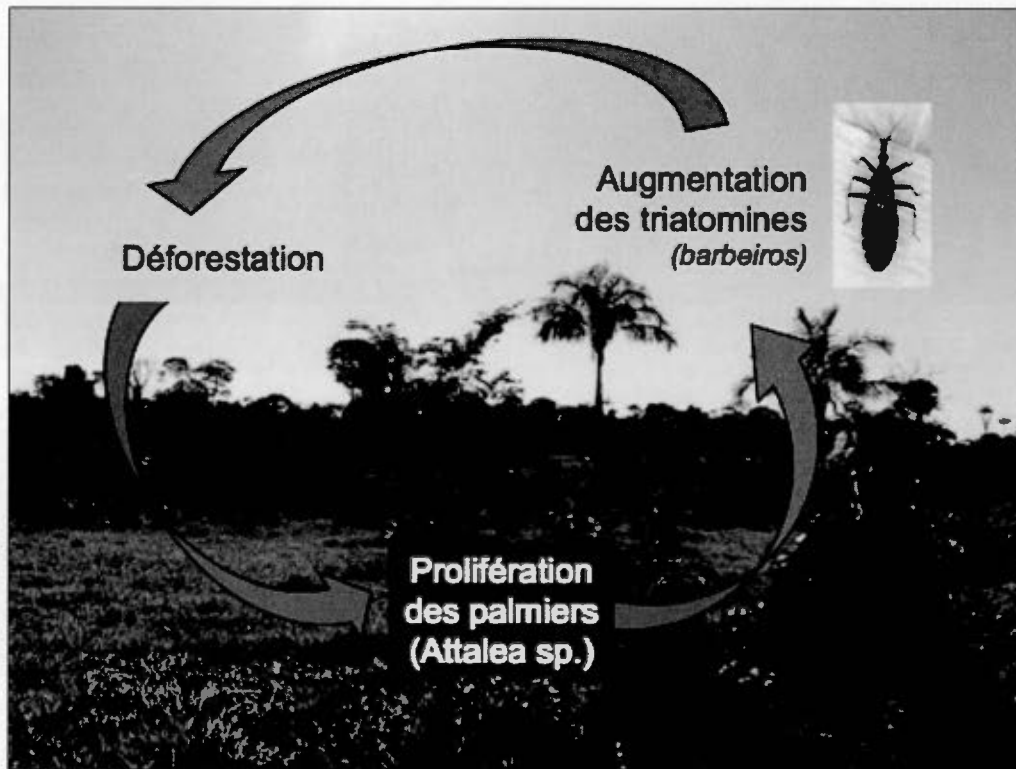 Augmentation
des triatomines
(barbeiros)
Déforestation
Prolifération
des palmiers
(Attalea sp.)